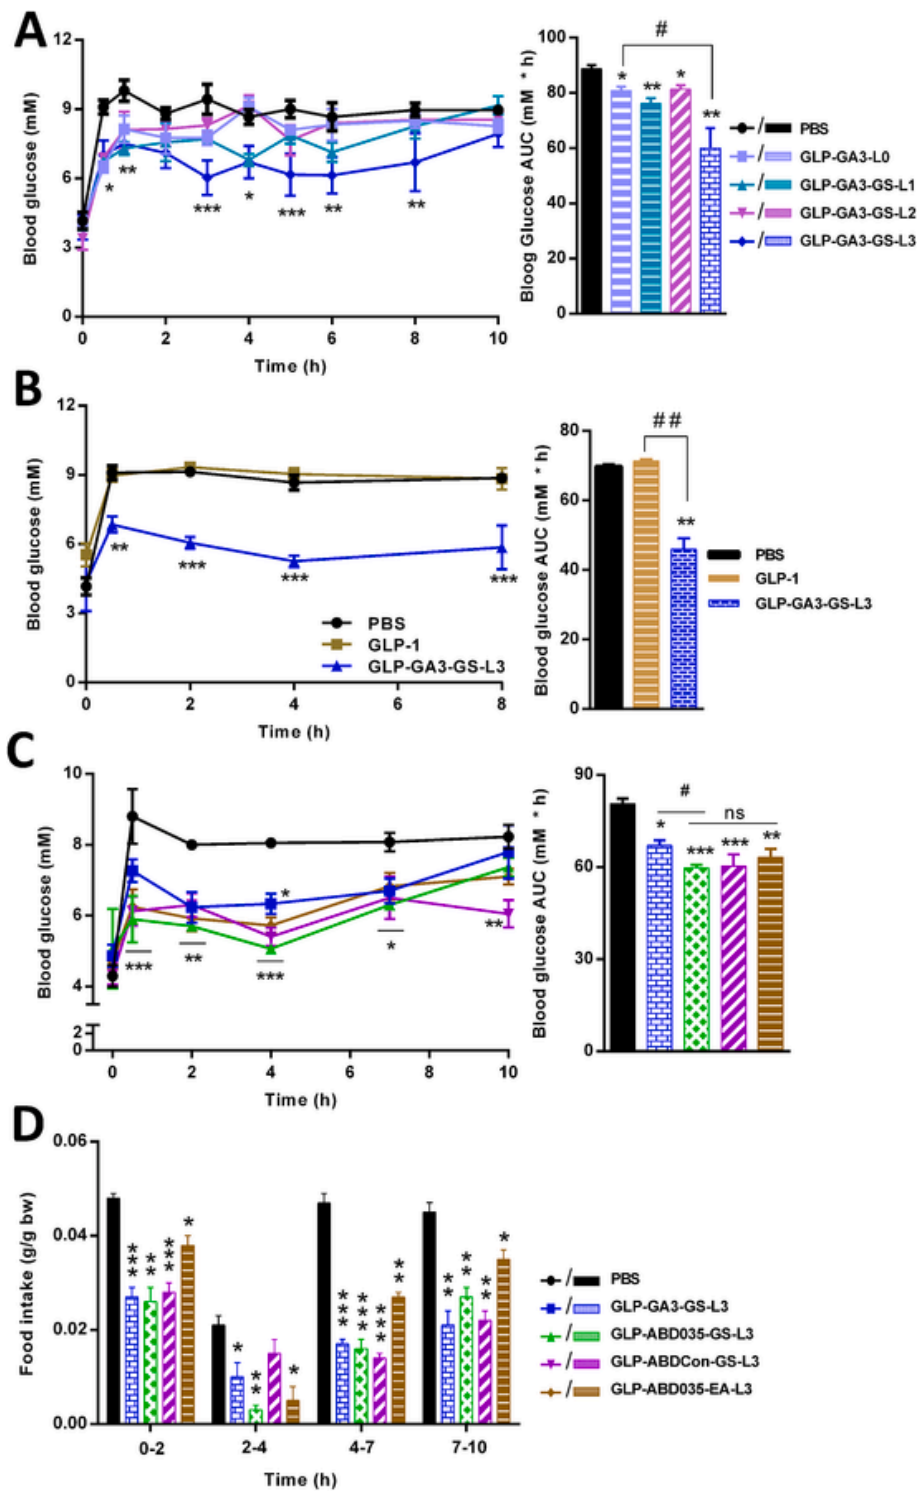 A
12
9
6
3
0
Blood glucose (mM)
* ** *** * *** ** **
0 2 4 6 8 10
Time (h)
#
* ** * **
100
80
60
40
20
0
Bloog Glucose AUC (mM * h)
/ PBS
/ GLP-GA3-L0
/ GLP-GA3-GS-L1
/ GLP-GA3-GS-L2
/ GLP-GA3-GS-L3
B
12
9
6
3
0
Blood glucose (mM)
** *** *** ***
PBS
GLP-1
GLP-GA3-GS-L3
0 2 4 6 8
Time (h)
##
**
80
60
40
20
0
Blood glucose AUC (mM * h)
PBS
GLP-1
GLP-GA3-GS-L3
C
10
8
6
4
2
0
Blood glucose (mM)
*
*** ** *** * **
0 2 4 6 8 10
Time (h)
#
ns
* *** *** **
90
60
30
0
Blood glucose AUC (mM * h)
D
0.06
0.04
0.02
0.00
Food intake (g/g bw)
*** ** *** *
* ** *
*** *** *** **
** ** ** *
0-2 2-4 4-7 7-10
Time (h)
/ PBS
/ GLP-GA3-GS-L3
/ GLP-ABD035-GS-L3
/ GLP-ABDCon-GS-L3
/ GLP-ABD035-EA-L3